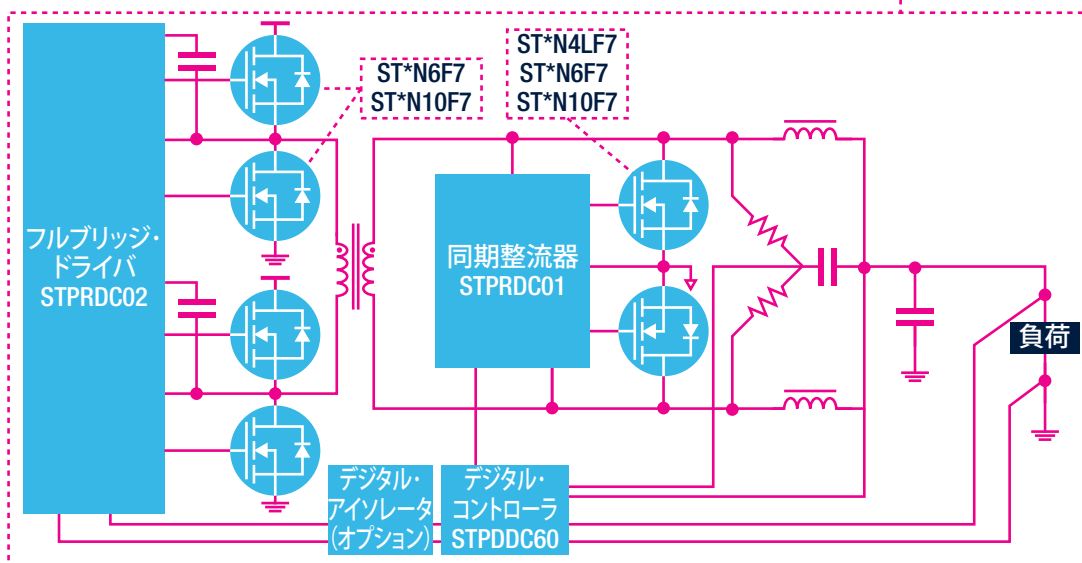 フルブリッジ・
ドライバ
STPRDC02
ST*N6F7
ST*N10F7
ST*N4LF7
ST*N6F7
ST*N10F7
同期整流器
STPRDC01
負荷
デジタル・
アイソレータ
(オプション)
デジタル・
コントローラ
STPDDC60